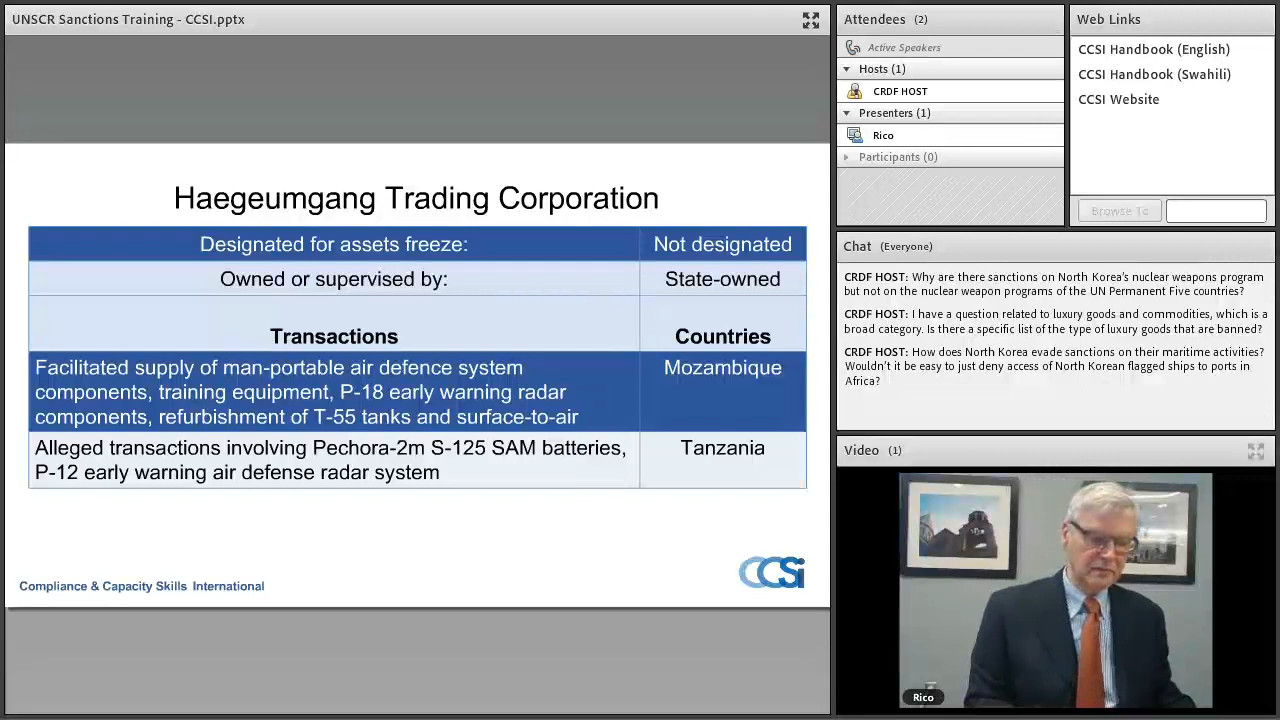 UNSCR Sanctions Training - CCSI.pptx
Haegeumgang Trading Corporation
Designated for assets freeze: Not designated
Owned or supervised by: State-owned
Transactions Countries
Facilitated supply of man-portable air defence system
components, training equipment, P-18 early warning radar
components, refurbishment of T-55 tanks and surface-to-air
Mozambique
Alleged transactions involving Pechora-2m S-125 SAM batteries,
P-12 early warning air defense radar system
Tanzania
Compliance & Capacity Skills International
CCSi
Attendees (2)
Active Speakers
Hosts (1)
CRDF HOST
Presenters (1)
Rico
Participants (0)
Web Links
CCSI Handbook (English)
CCSI Handbook (Swahili)
CCSI Website
Browse To
Chat (Everyone)
CRDF HOST: Why are there sanctions on North Korea's nuclear weapons program
but not on the nuclear weapon programs of the UN Permanent Five countries?
CRDF HOST: I have a question related to luxury goods and commodities, which is a
broad category. Is there a specific list of the type of luxury goods that are banned?
CRDF HOST: How does North Korea evade sanctions on their maritime activities?
Wouldn't it be easy to just deny access of North Korean flagged ships to ports in
Africa?
Video (1)
Rico